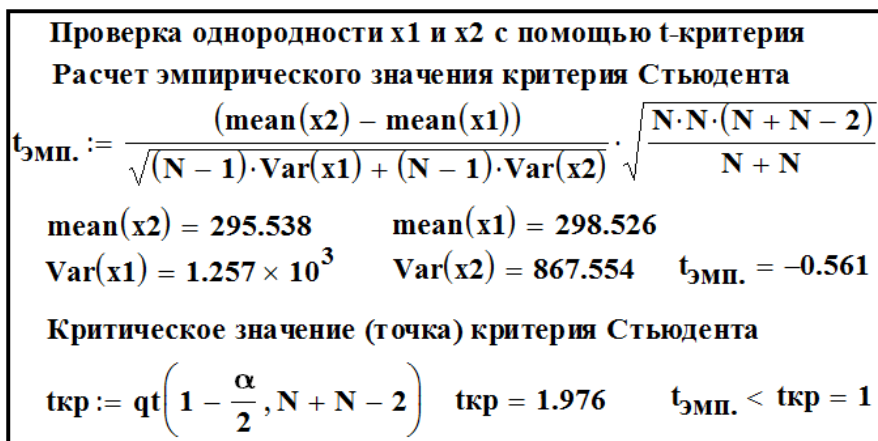 Проверка однородности x1 и x2 с помощью t-критерия
Расчет эмпирического значения критерия Стьюдента
tэмп. := (mean(x2) − mean(x1)) / √((N − 1)·Var(x1) + (N − 1)·Var(x2)) · √(N·N·(N + N − 2) / (N + N))
mean(x2) = 295.538 mean(x1) = 298.526
Var(x1) = 1.257 × 10³ Var(x2) = 867.554 tэмп. = −0.561
Критическое значение (точка) критерия Стьюдента
tкр := qt(1 − α/2, N + N − 2) tкр = 1.976 tэмп. < tкр = 1